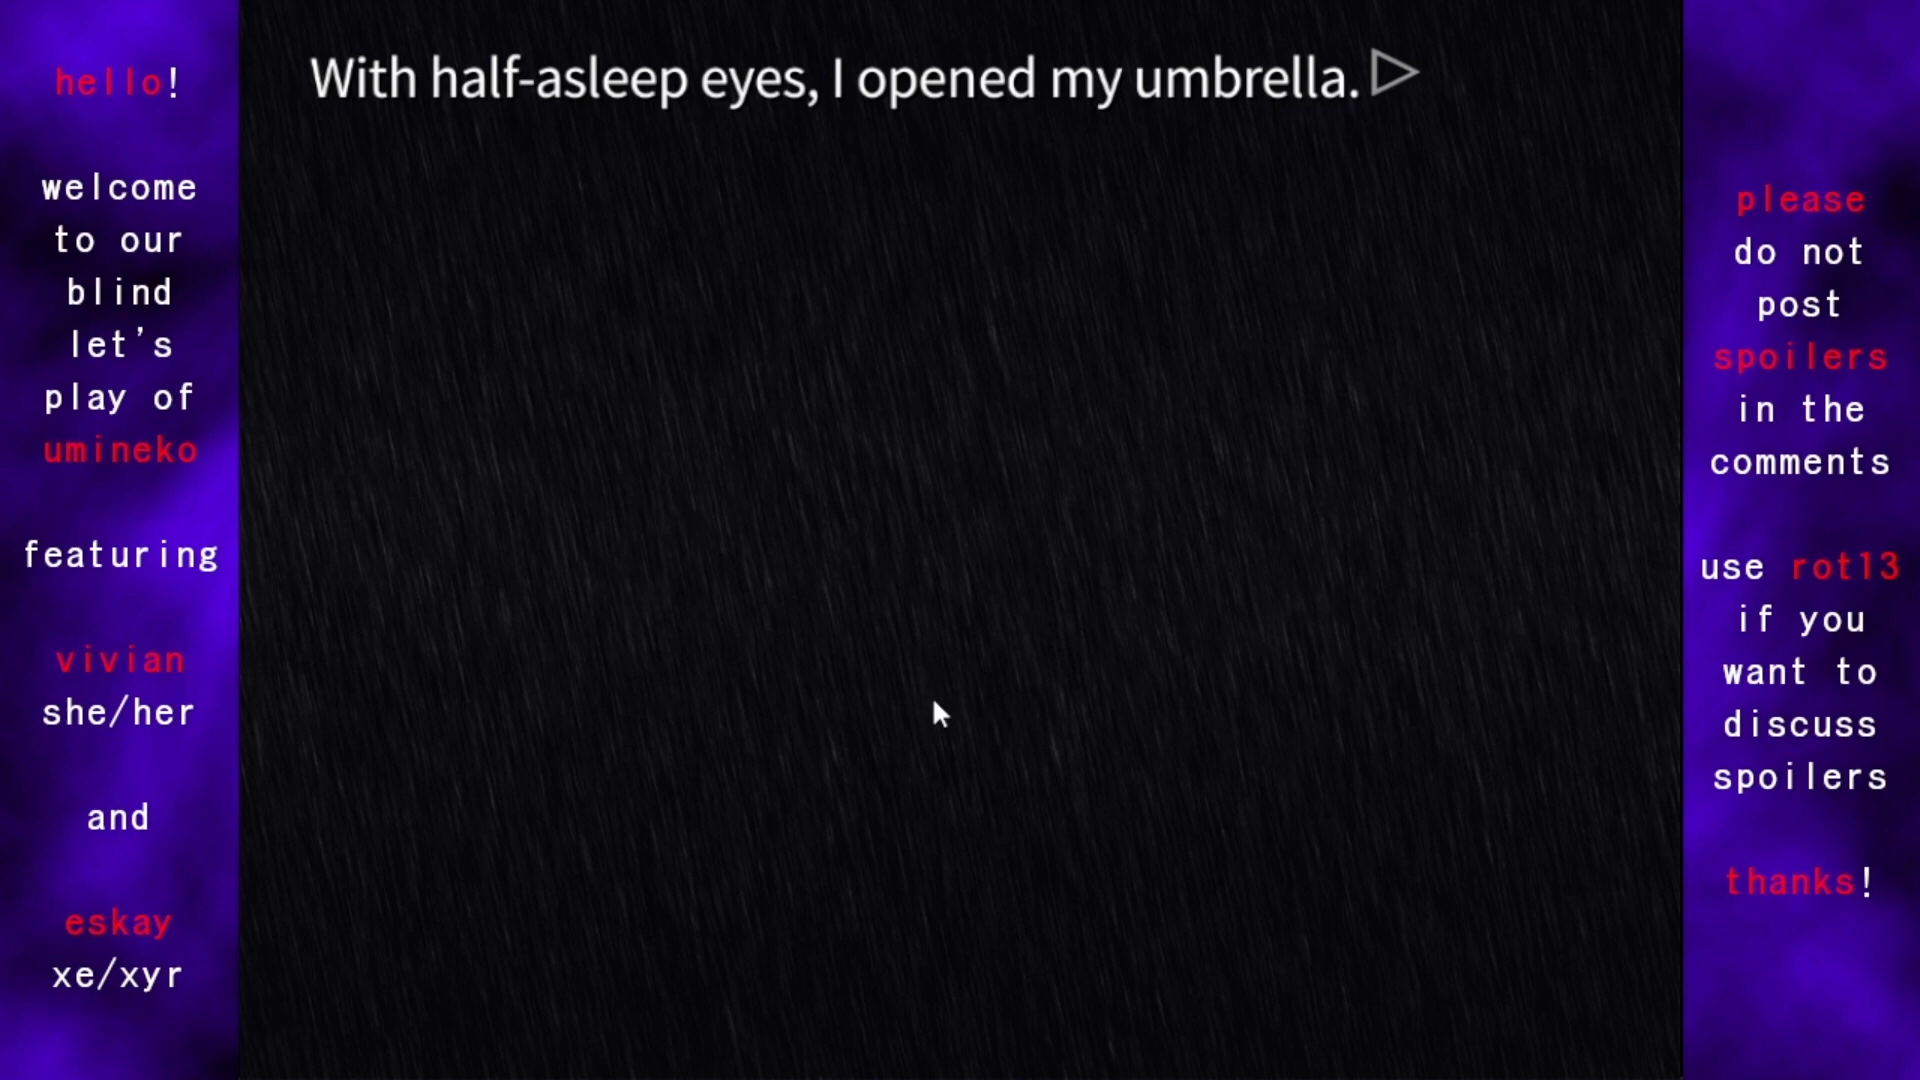 hello!
welcome
to our
blind
let's
play of
umineko
featuring
vivian
she/her
and
eskay
xe/xyr
With half-asleep eyes, I opened my umbrella.
please
do not
post
spoilers
in the
comments
use rot13
if you
want to
discuss
spoilers
thanks!